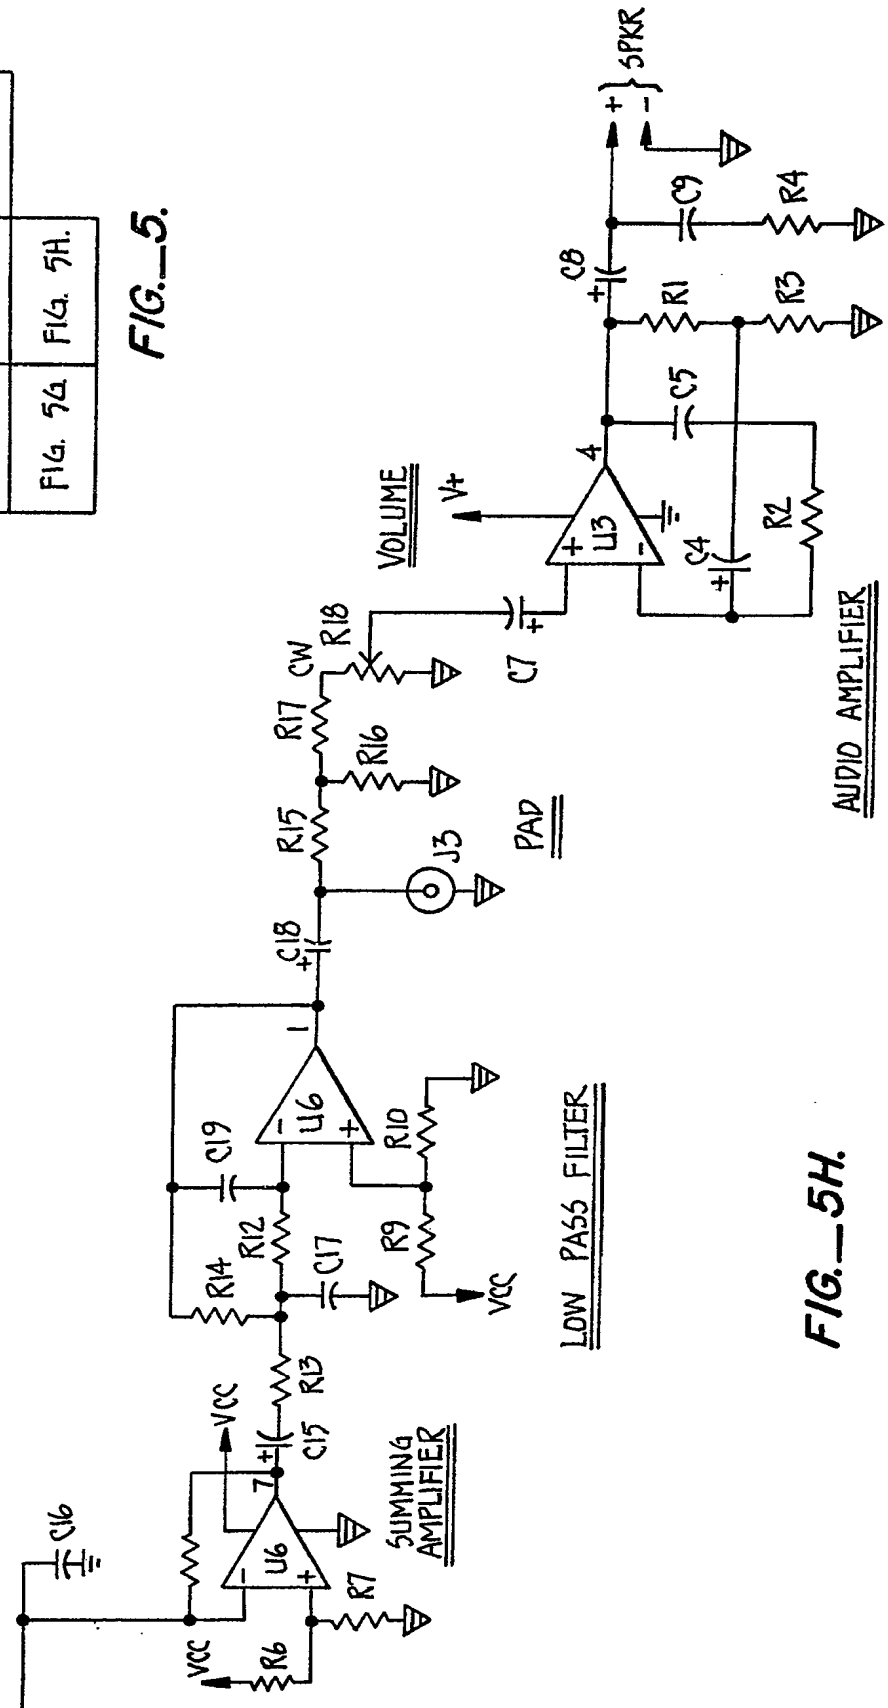 FIG. 5G
FIG. 5H.
FIG._5.
C16
VCC
R6
R7
U6
-
+
7
VCC
SUMMING
AMPLIFIER
+
C15
R13
R14
R12
C17
C19
U6
-
+
1
R9
R10
VCC
LOW PASS FILTER
+
C18
J3
R15
R16
R17
PAD
CW
R18
VOLUME
C7
+
V+
U3
+
-
4
C4
+
C5
R2
R1
R3
+
C8
C9
R4
+
-
SPKR
AUDIO AMPLIFIER
FIG._5H.